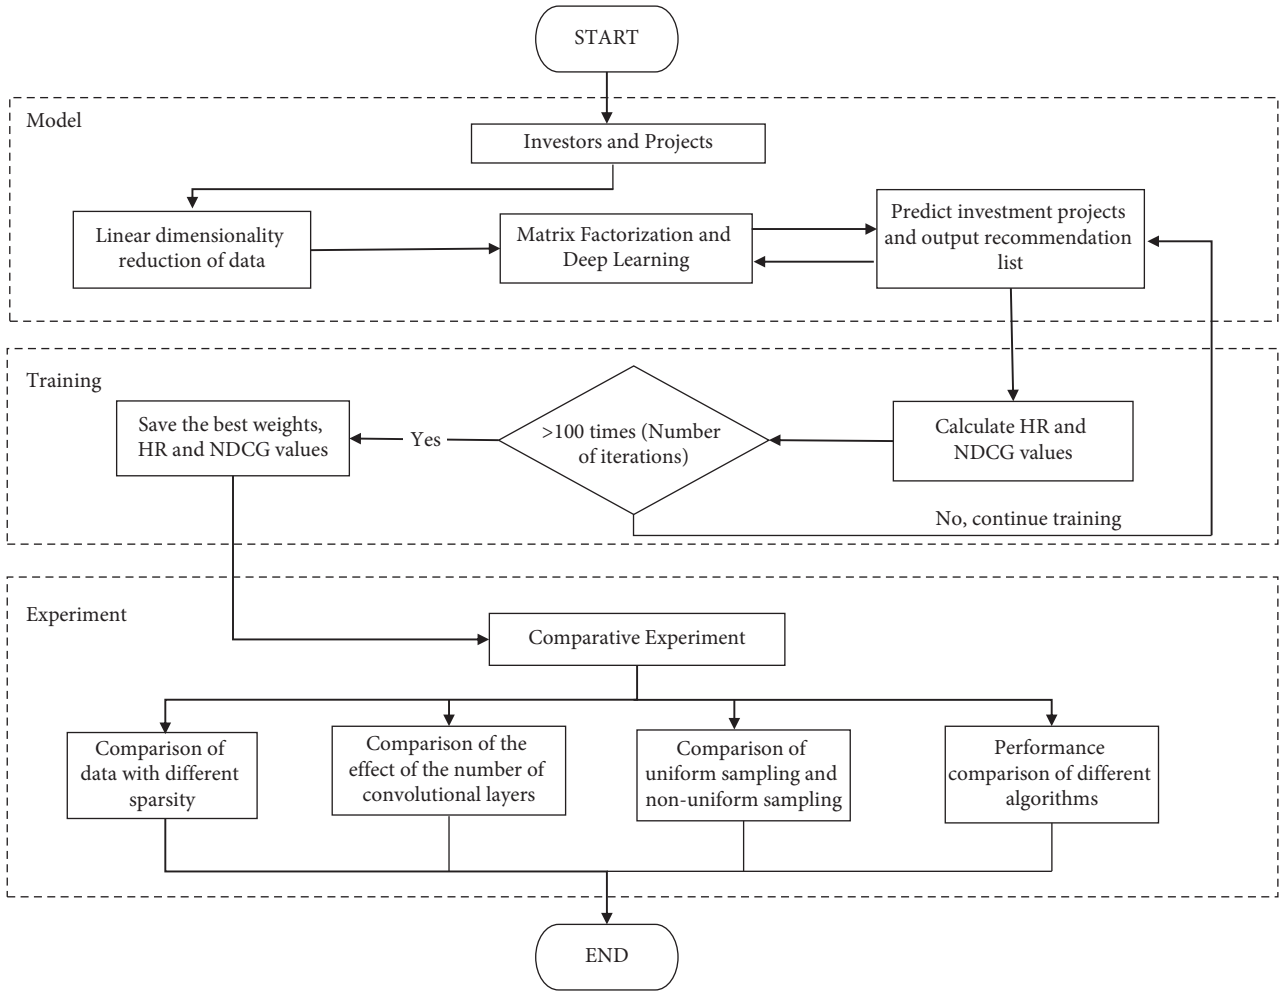 START
Model
Investors and Projects
Linear dimensionality
reduction of data
Matrix Factorization and
Deep Learning
Predict investment projects
and output recommendation
list
Training
Save the best weights,
HR and NDCG values
Yes
>100 times (Number
of iterations)
Calculate HR and
NDCG values
No, continue training
Experiment
Comparative Experiment
Comparison of
data with different
sparsity
Comparison of the
effect of the number of
convolutional layers
Comparison of
uniform sampling and
non-uniform sampling
Performance
comparison of different
algorithms
END